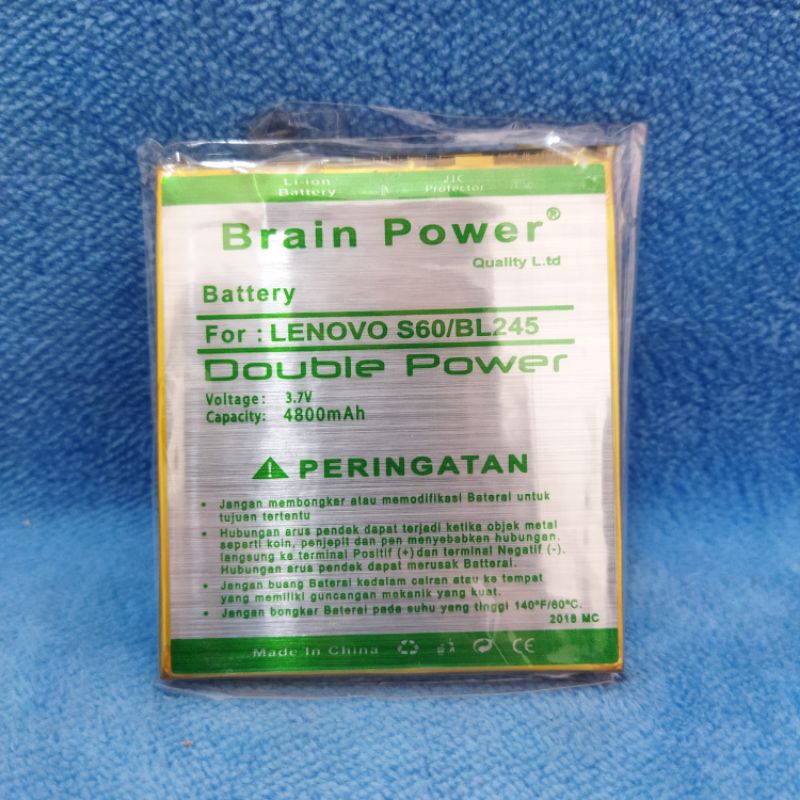 Li-ion
Battery
JIC
Protector
Brain Power®
Quality L.td
Battery
For : LENOVO S60/BL245
Double Power
Voltage: 3.7V
Capacity: 4800mAh
PERINGATAN
• Jangan membongkar atau memodifikasi Baterai untuk
tujuan tertentu
• Hubungan arus pendek dapat terjadi ketika objek metal
seperti koin, penjepit dan pen menyebabkan hubungan.
langsung ke terminal Positif (+) dan terminal Negatif (-).
Hubungan arus pendek dapat merusak Batterai.
• Jangan buang Baterai kedalam cairan atau ke tempat
yang memiliki guncangan mekanik yang kuat.
• Jangan bongkar Baterai pada suhu yang tinggi 140°F/60°C.
2018 MC
Made In China
CE